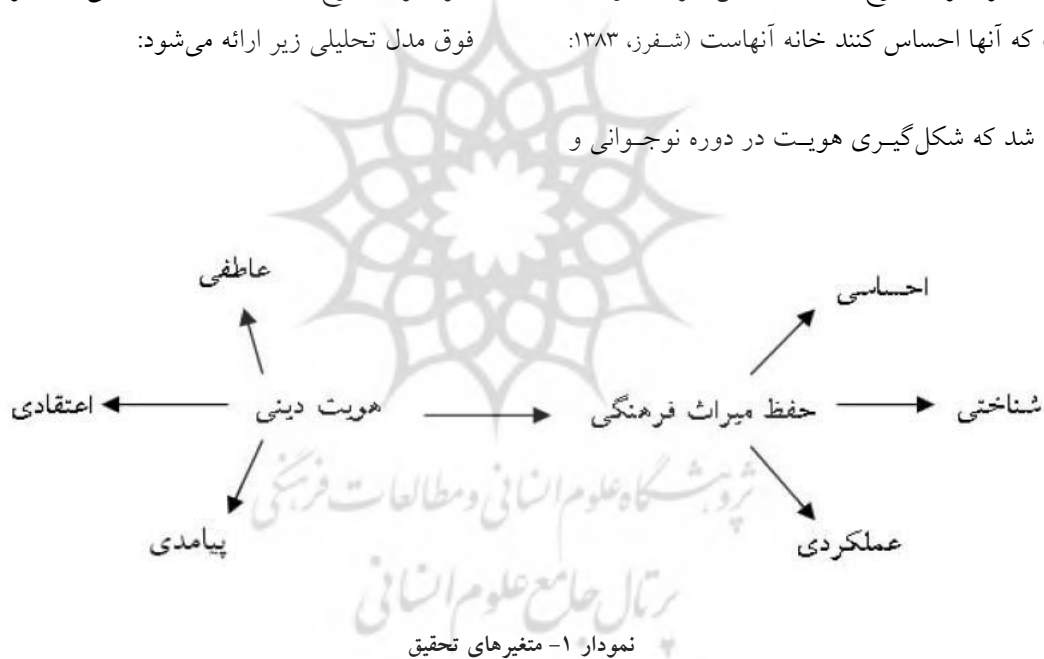 که آنها احساس کنند خانه آنهاست (شفرز، ۱۳۸۳:
شد که شکل‌گیری هویت در دوره نوجوانی و
فوق مدل تحلیلی زیر ارائه می‌شود:
احساسی
عاطفی
شناختی
حفظ میراث فرهنگی
هویت دینی
اعتقادی
عملکردی
پیامدی
پژوهشگاه علوم انسانی و مطالعات فرهنگی
پرتال جامع علوم انسانی
نمودار ۱- متغیرهای تحقیق